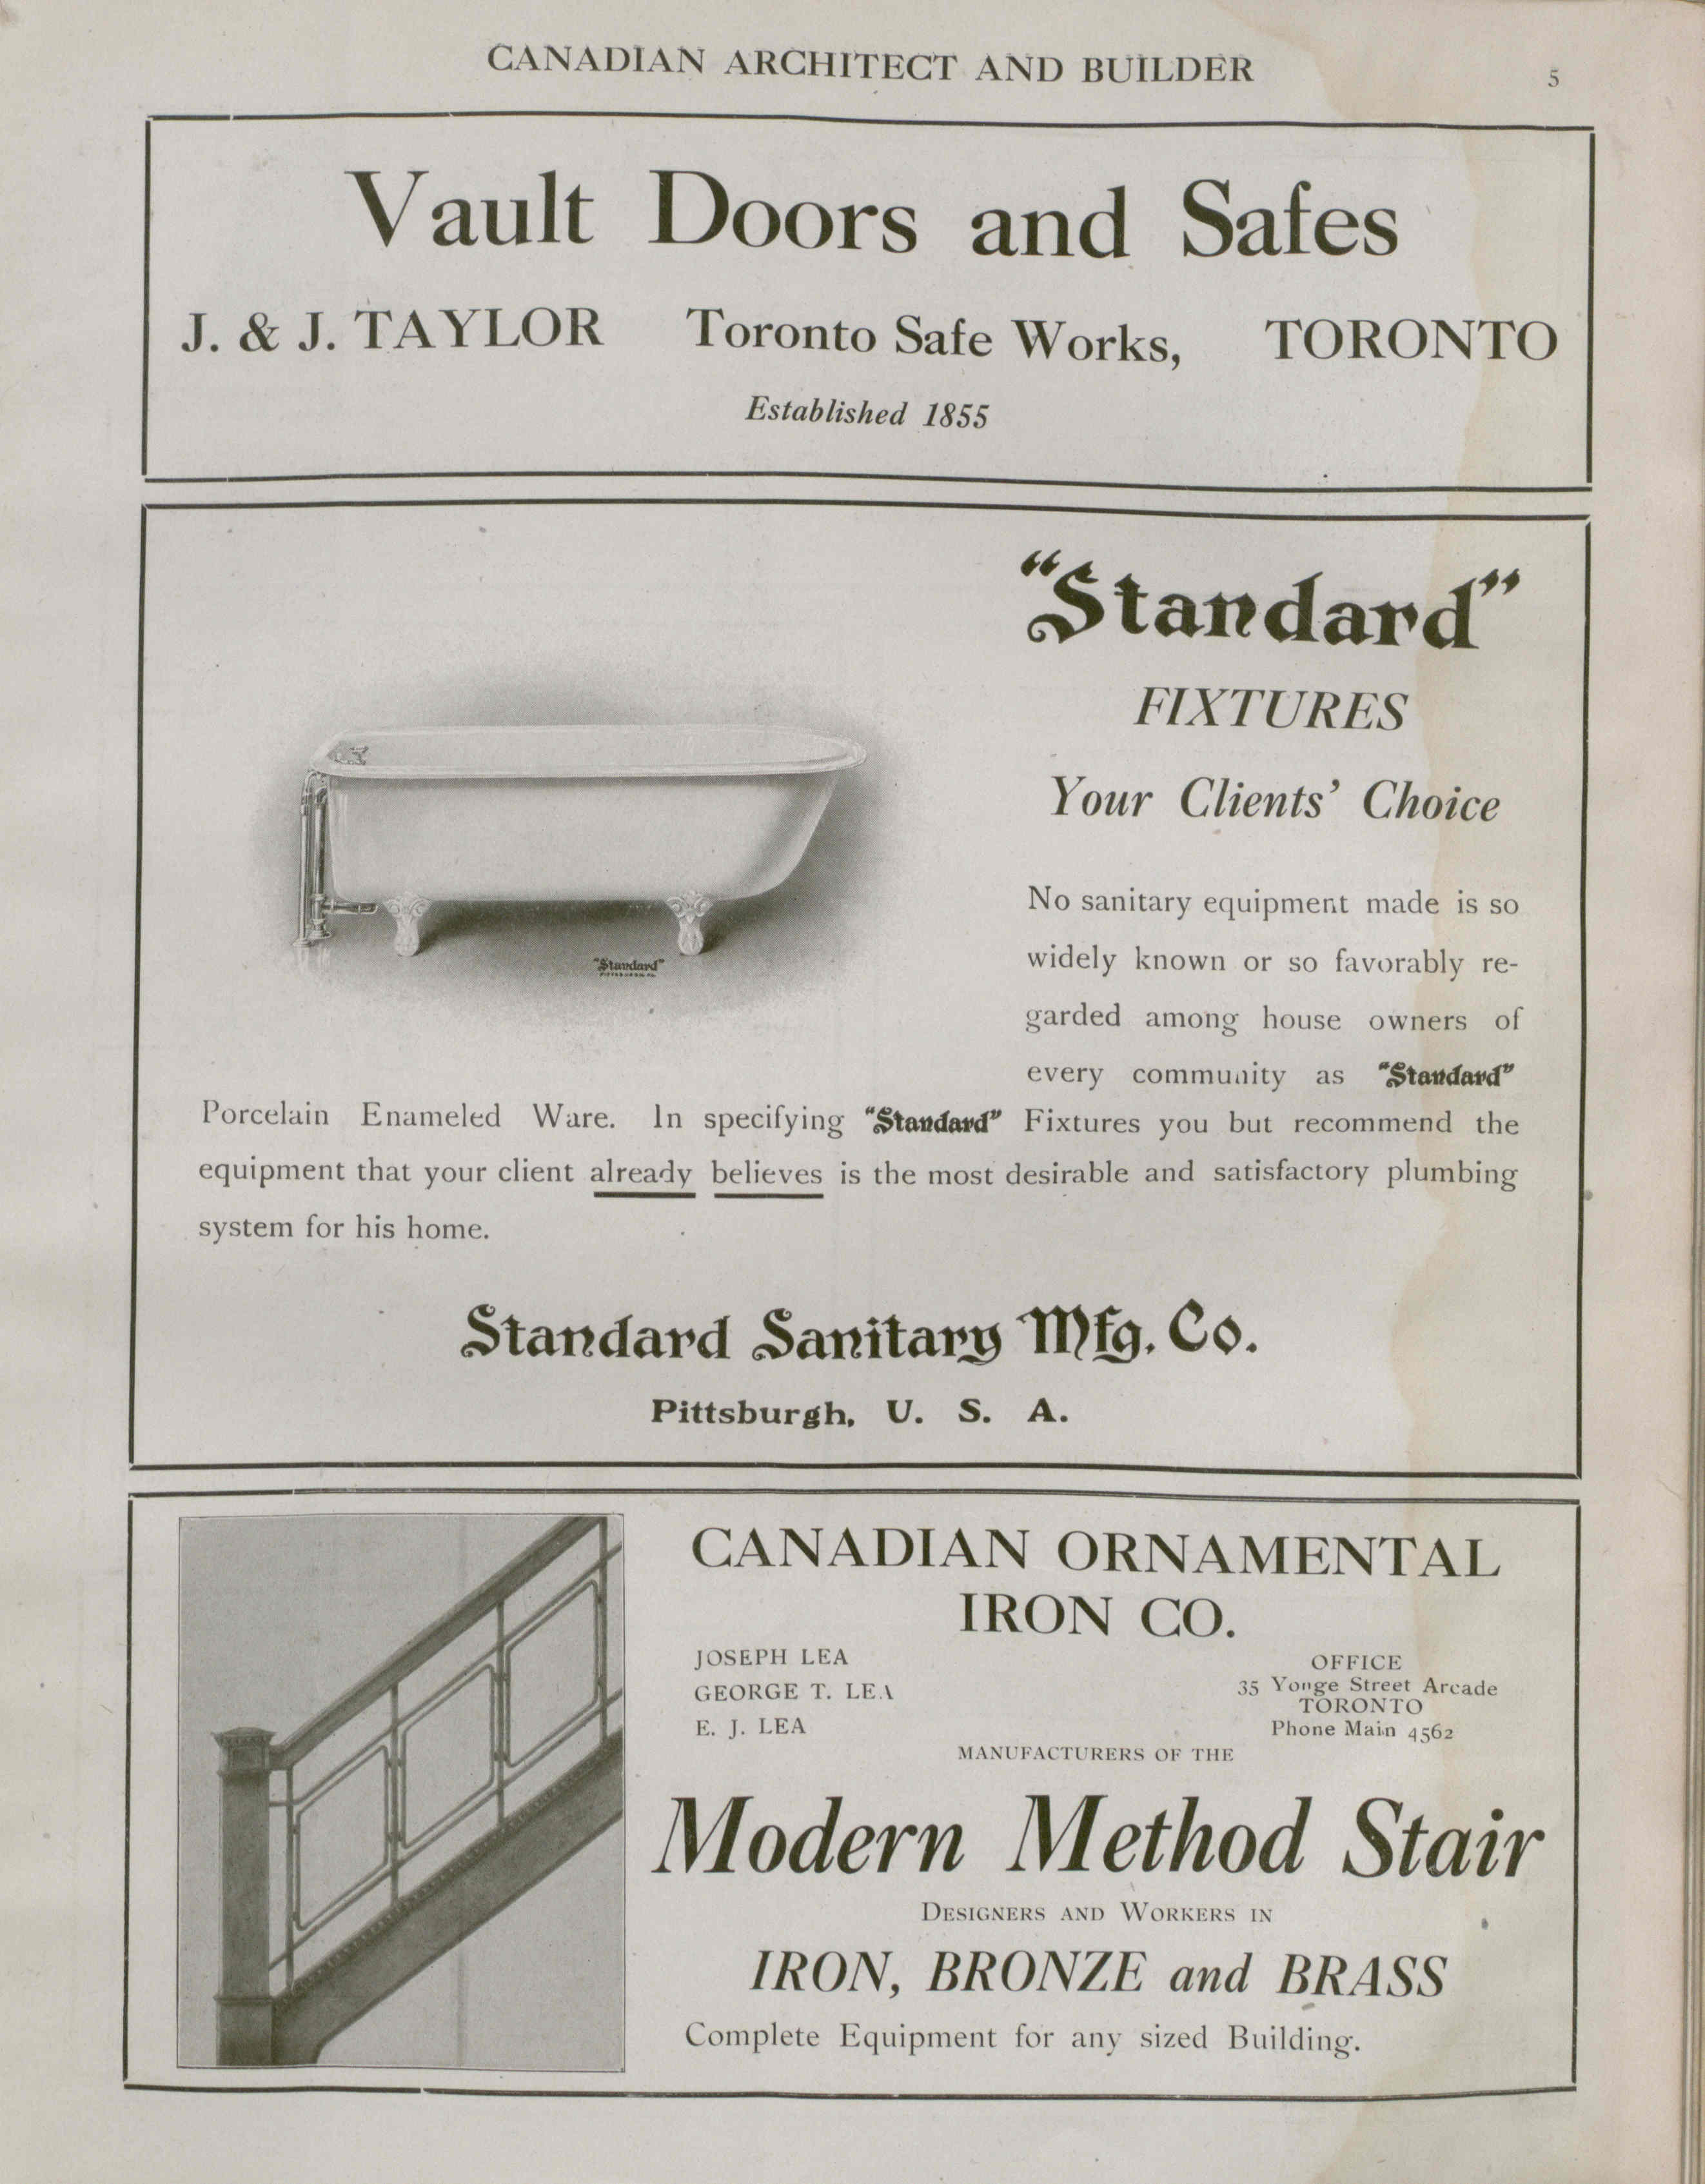 CANADIAN ARCHITECT AND BUILDER
5
Vault Doors and Safes
J. & J. TAYLOR Toronto Safe Works, TORONTO
Established 1855
"Standard"
FIXTURES
Your Clients' Choice
No sanitary equipment made is so
widely known or so favorably re-
garded among house owners of
every community as "Standard"
"Standard"
PITTSBURGH, PA.
Porcelain Enameled Ware. In specifying "Standard" Fixtures you but recommend the
equipment that your client already believes is the most desirable and satisfactory plumbing
system for his home.
Standard Sanitary Mfg. Co.
Pittsburgh, U. S. A.
CANADIAN ORNAMENTAL
IRON CO.
JOSEPH LEA
GEORGE T. LEA
E. J. LEA
OFFICE
35 Yonge Street Arcade
TORONTO
Phone Main 4562
MANUFACTURERS OF THE
Modern Method Stair
DESIGNERS AND WORKERS IN
IRON, BRONZE and BRASS
Complete Equipment for any sized Building.